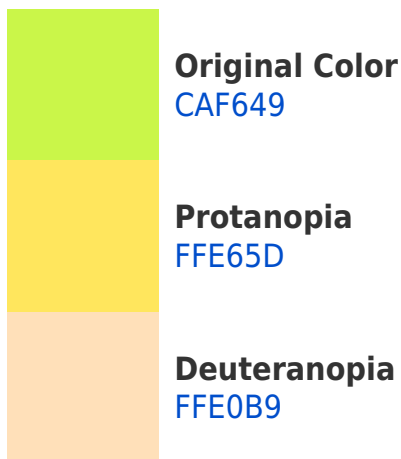 Original Color
CAF649
Protanopia
FFE65D
Deuteranopia
FFE0B9